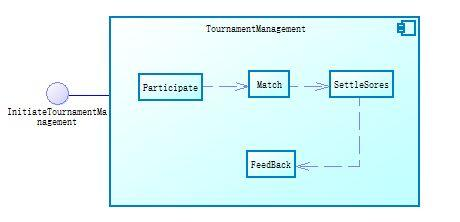 TournamentManagement
Participate
Match
SettleSores
InitiateTournamentMa
nagement
FeedBack